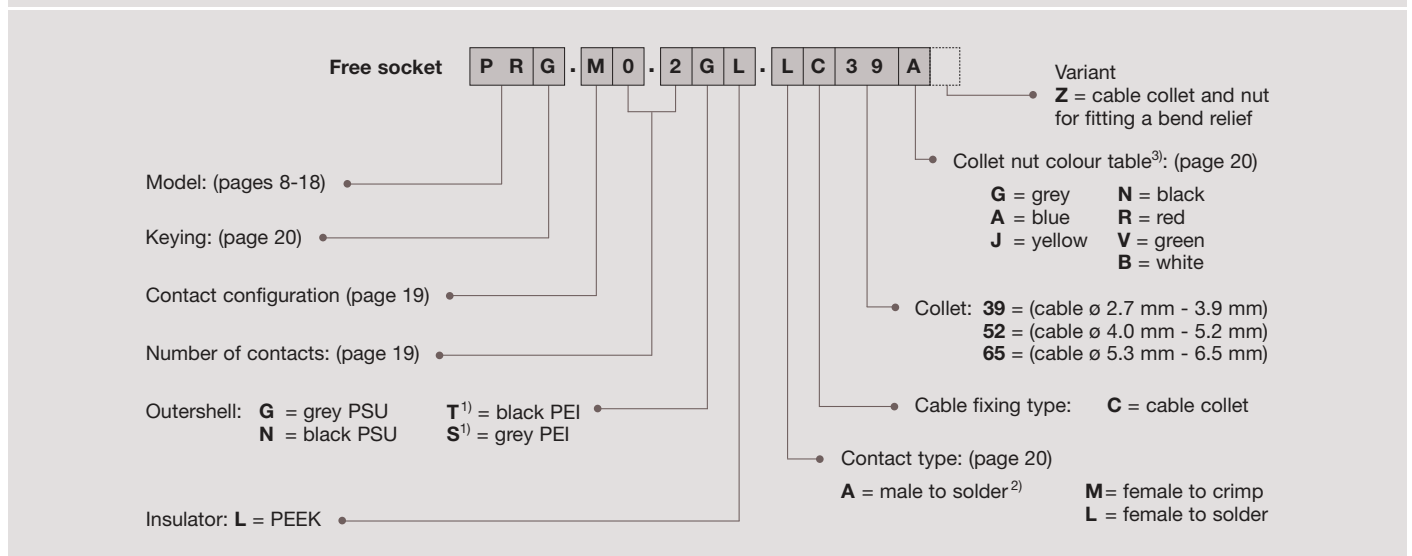 Free socket P R G . M 0 . 2 G L . L C 3 9 A
Variant
Z = cable collet and nut
for fitting a bend relief
Collet nut colour table3): (page 20)
G = grey N = black
A = blue R = red
J = yellow V = green
B = white
Model: (pages 8-18)
Keying: (page 20)
Contact configuration (page 19)
Collet: 39 = (cable ø 2.7 mm - 3.9 mm)
52 = (cable ø 4.0 mm - 5.2 mm)
65 = (cable ø 5.3 mm - 6.5 mm)
Number of contacts: (page 19)
Outershell: G = grey PSU T1) = black PEI
N = black PSU S1) = grey PEI
Cable fixing type: C = cable collet
Contact type: (page 20)
A = male to solder2) M= female to crimp
L = female to solder
Insulator: L = PEEK